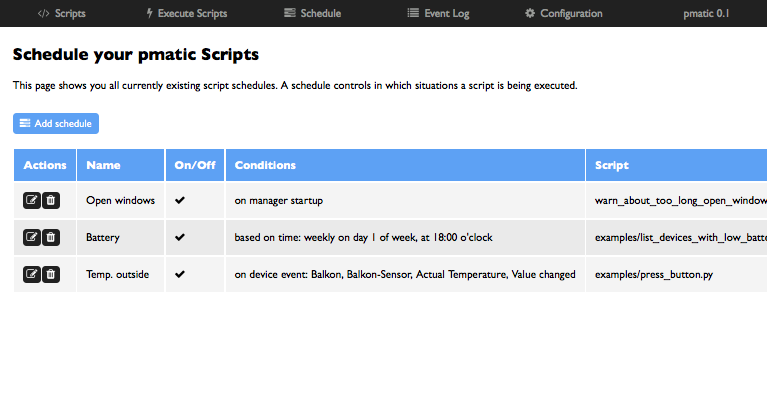 Scripts Execute Scripts Schedule Event Log Configuration pmatic 0.1
Schedule your pmatic Scripts
This page shows you all currently existing script schedules. A schedule controls in which situations a script is being executed.
Add schedule
Actions Name On/Off Conditions Script
Open windows on manager startup warn_about_too_long_open_window
Battery based on time: weekly on day 1 of week, at 18:00 o'clock examples/list_devices_with_low_batte
Temp. outside on device event: Balkon, Balkon-Sensor, Actual Temperature, Value changed examples/press_button.py